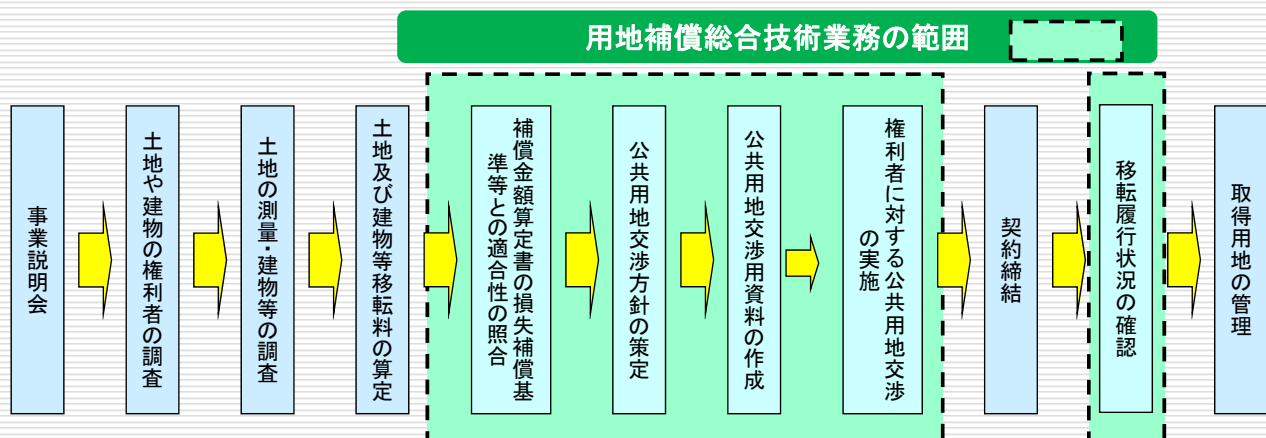 用地補償総合技術業務の範囲
事業説明会
土地や建物の権利者の調査
土地の測量・建物等の調査
土地及び建物等移転料の算定
補償金額算定書の損失補償基
準等との適合性の照合
公共用地交渉方針の策定
公共用地交渉用資料の作成
権利者に対する公共用地交渉
の実施
契約締結
移転履行状況の確認
取得用地の管理